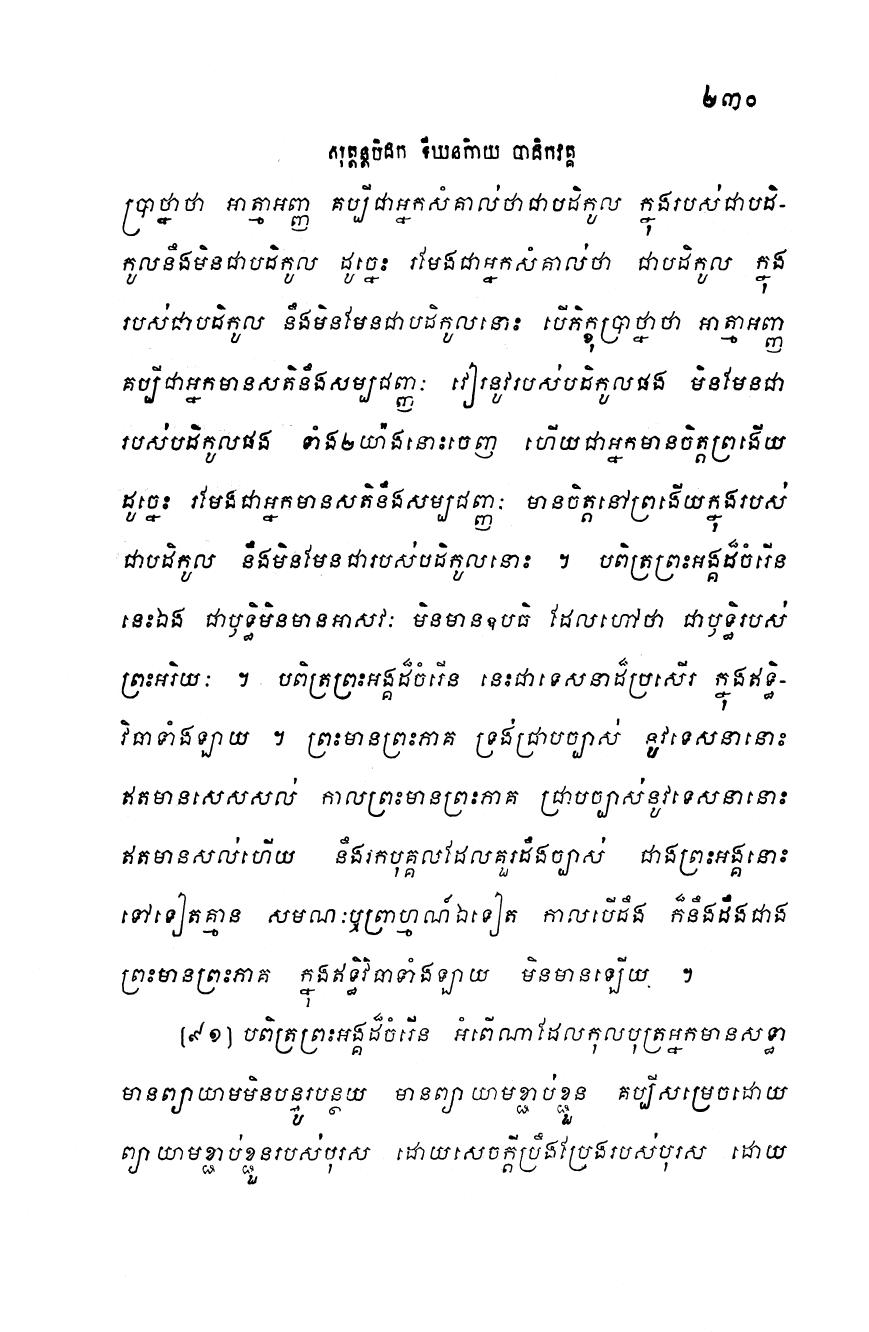 ២៣០
សុត្តន្តបិដក ទីឃនិកាយ បាដិកវគ្គ
ប្រាថ្នាថា អាត្មាអញ គប្បីជាអ្នកសំគាល់ថាជាបដិកូល ក្នុងរបស់ជាបដិ-
កូលនឹងមិនជាបដិកូល ដូច្នេះ រមែងជាអ្នកសំគាល់ថា ជាបដិកូល ក្នុង
របស់ជាបដិកូល នឹងមិនមែនជាបដិកូលនោះ បើភិក្ខុប្រាថ្នាថា អាត្មាអញ
គប្បីជាអ្នកមានសតិនឹងសម្បជញ្ញៈ វៀរនូវរបស់បដិកូលផង មិនមែនជា
របស់បដិកូលផង ទាំង២យ៉ាងនោះចេញ ហើយជាអ្នកមានចិត្តព្រងើយ
ដូច្នេះ រមែងជាអ្នកមានសតិនឹងសម្បជញ្ញៈ មានចិត្តនៅព្រងើយក្នុងរបស់
ជាបដិកូល នឹងមិនមែនជារបស់បដិកូលនោះ ។ បពិត្រព្រះអង្គដ៏ចំរើន
នេះឯង ជាឫទ្ធិមិនមានអាសវៈ មិនមានឧបធិ ដែលហៅថា ជាឫទ្ធិរបស់
ព្រះអរិយៈ ។ បពិត្រព្រះអង្គដ៏ចំរើន នេះជាទេសនាដ៏ប្រសើរ ក្នុងឥទ្ធិ-
វិធាទាំងឡាយ ។ ព្រះមានព្រះភាគ ទ្រង់ជ្រាបច្បាស់ នូវទេសនានោះ
ឥតមានសេសសល់ កាលព្រះមានព្រះភាគ ជ្រាបច្បាស់នូវទេសនានោះ
ឥតមានសល់ហើយ នឹងរកបុគ្គលដែលគួរដឹងច្បាស់ ជាងព្រះអង្គនោះ
ទៅទៀតគ្មាន សមណៈឬព្រាហ្មណ៍ឯទៀត កាលបើដឹង ក៏នឹងដឹងជាង
ព្រះមានព្រះភាគ ក្នុងឥទ្ធិវិធាទាំងឡាយ មិនមានឡើយ ។
[៩១] បពិត្រព្រះអង្គដ៏ចំរើន អំពើណាដែលកុលបុត្រអ្នកមានសទ្ធា
មានព្យាយាមមិនបន្ធូរបន្ថយ មានព្យាយាមខ្ជាប់ខ្ជួន គប្បីសម្រេចដោយ
ព្យាយាមខ្ជាប់ខ្ជួនរបស់បុរស ដោយសេចក្តីប្រឹងប្រែងរបស់បុរស ដោយ